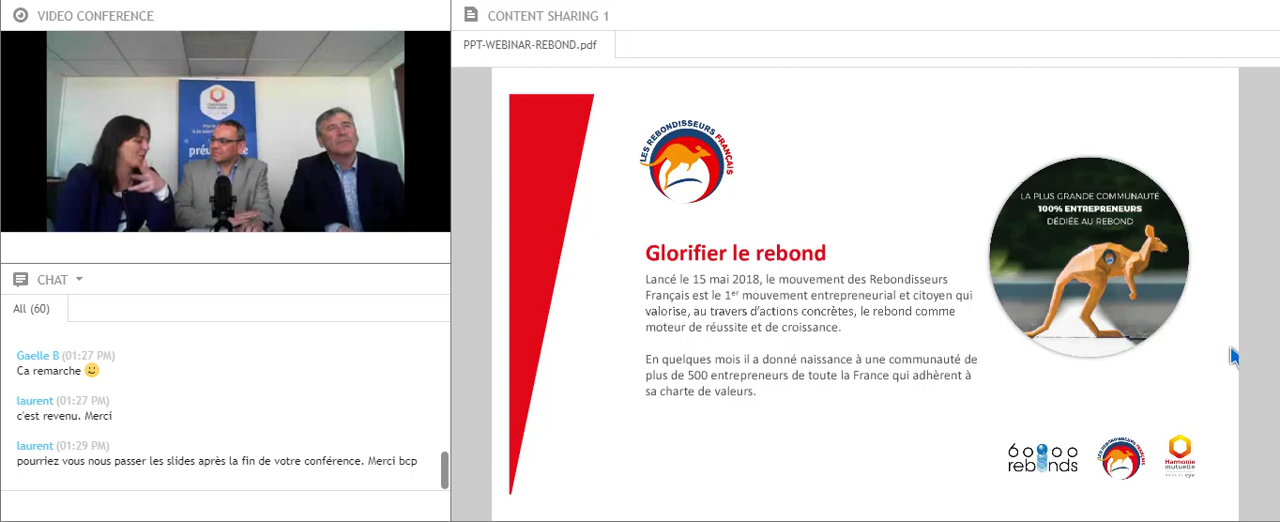 VIDEO CONFERENCE
Harmonie
mutuelle
CHAT
All (60)
Gaelle B (01:27 PM)
Ca remarche
laurent (01:27 PM)
c'est revenu. Merci
laurent (01:29 PM)
pourriez vous nous passer les slides après la fin de votre conférence. Merci bcp
CONTENT SHARING 1
PPT-WEBINAR-REBOND.pdf
LES REBONDISSEURS FRANÇAIS
LA PLUS GRANDE COMMUNAUTÉ
100% ENTREPRENEURS
DÉDIÉE AU REBOND
Glorifier le rebond
Lancé le 15 mai 2018, le mouvement des Rebondisseurs
Français est le 1er mouvement entrepreneurial et citoyen qui
valorise, au travers d'actions concrètes, le rebond comme
moteur de réussite et de croissance.
En quelques mois il a donné naissance à une communauté de
plus de 500 entrepreneurs de toute la France qui adhèrent à
sa charte de valeurs.
60000
rebonds
LES REBONDISSEURS FRANÇAIS
Harmonie
mutuelle